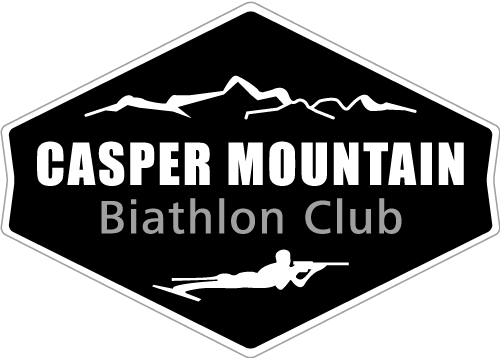 CASPER MOUNTAIN
Biathlon Club